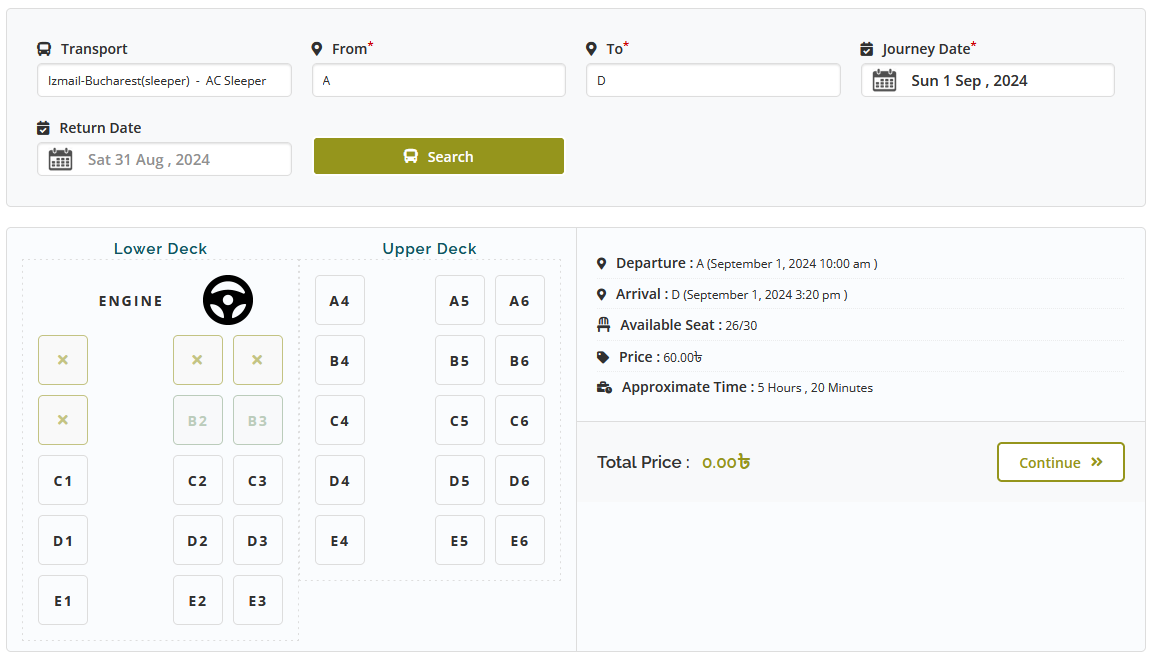 Transport
From*
To*
Journey Date*
Izmail-Bucharest(sleeper) - AC Sleeper
A
D
Sun 1 Sep , 2024
Return Date
Sat 31 Aug , 2024
Search
Lower Deck
ENGINE
B2 B3
C1 C2 C3
D1 D2 D3
E1 E2 E3
Upper Deck
A4 A5 A6
B4 B5 B6
C4 C5 C6
D4 D5 D6
E4 E5 E6
Departure : A (September 1, 2024 10:00 am )
Arrival : D (September 1, 2024 3:20 pm )
Available Seat : 26/30
Price : 60.00৳
Approximate Time : 5 Hours , 20 Minutes
Total Price : 0.00৳
Continue »